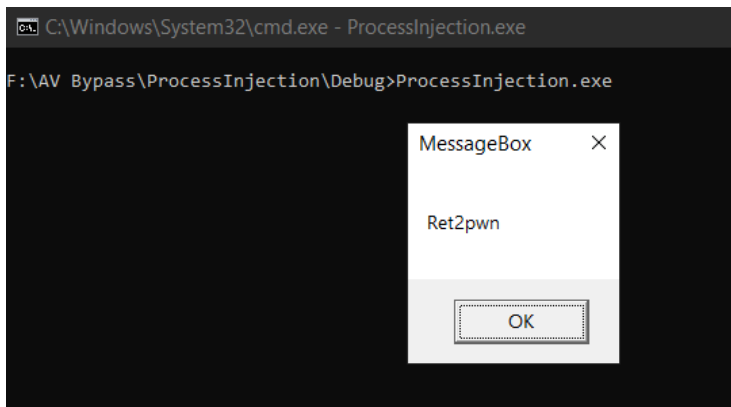 C:\Windows\System32\cmd.exe - ProcessInjection.exe
F:\AV Bypass\ProcessInjection\Debug>ProcessInjection.exe
MessageBox
Ret2pwn
OK